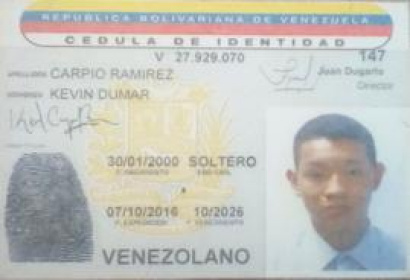 REPUBLICA BOLIVARIANA DE VENEZUELA
CEDULA DE IDENTIDAD
V 27.929.070
147
APELLIDOS CARPIO RAMIREZ
Juan Dugarte
Director
NOMBRES KEVIN DUMAR
30/01/2000 SOLTERO
F. NACIMIENTO EDO. CIVIL
07/10/2016 10/2026
F. EXPEDICION F. VENCIMIENTO
VENEZOLANO